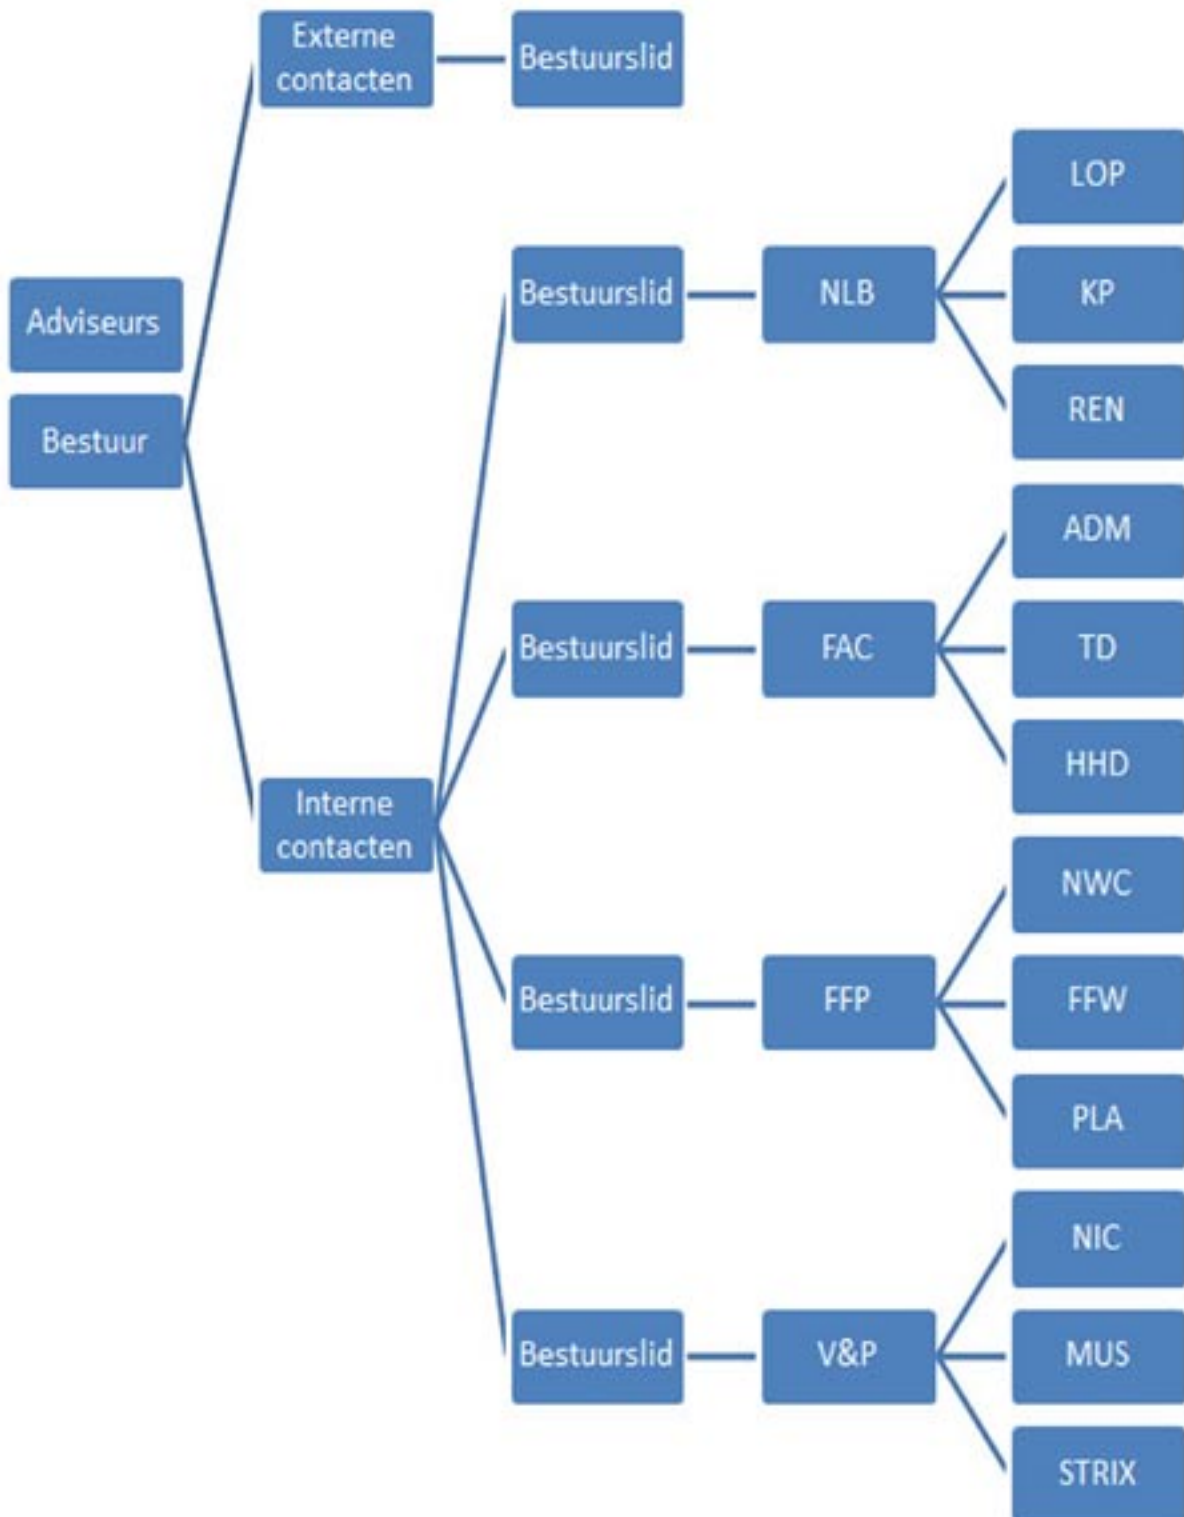 Externe
contacten
Bestuurslid
LOP
Bestuurslid
NLB
KP
Adviseurs
REN
Bestuur
ADM
Bestuurslid
FAC
TD
HHD
Interne
contacten
NWC
Bestuurslid
FFP
FFW
PLA
NIC
Bestuurslid
V&P
MUS
STRIX